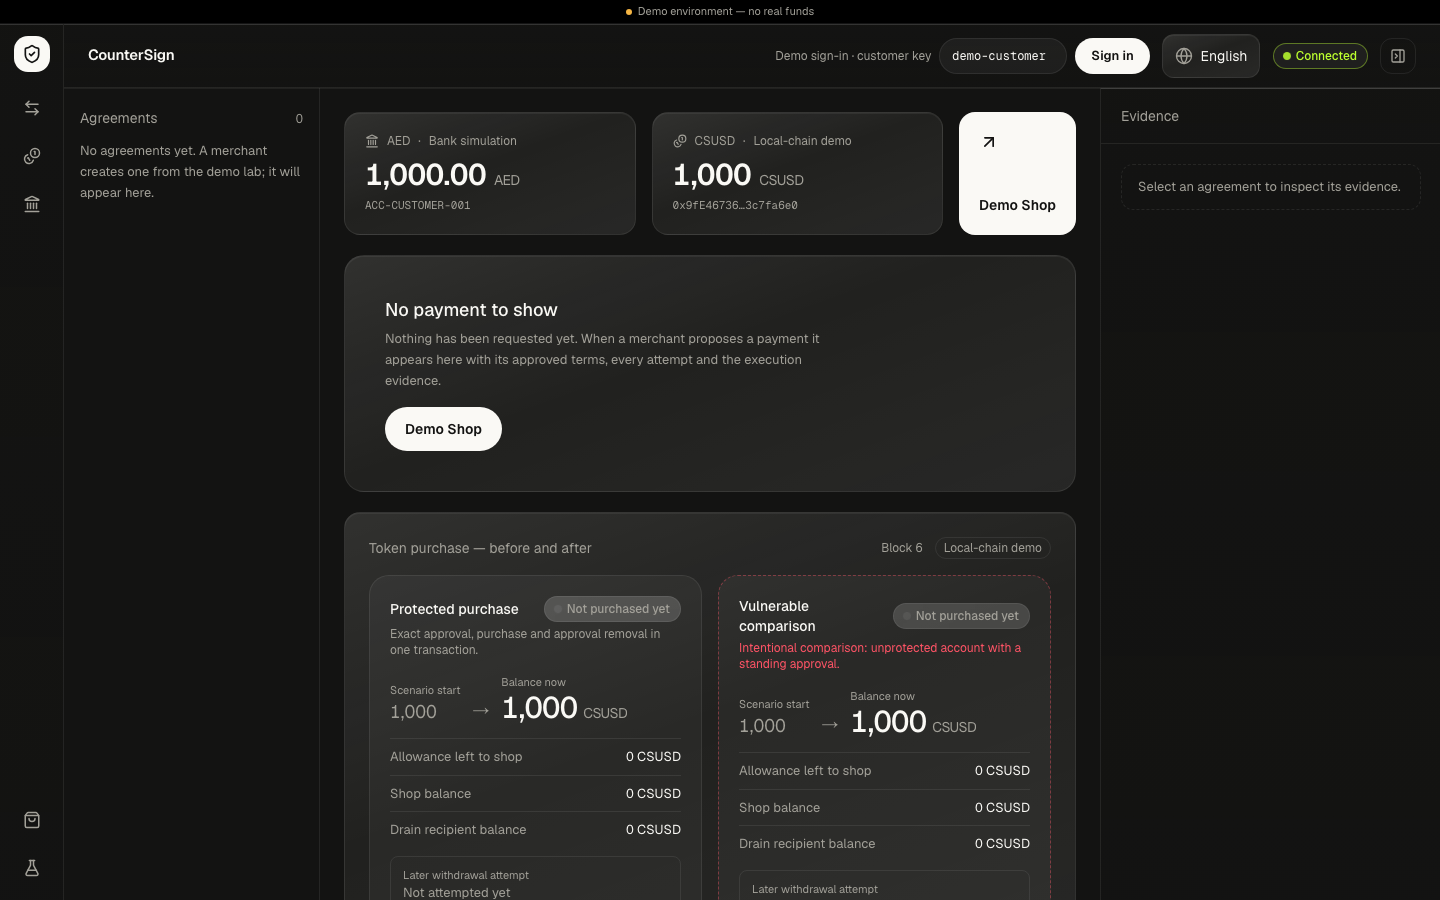 Demo environment — no real funds
CounterSign
Demo sign-in · customer key
demo-customer
Sign in
English
Connected
Agreements 0
No agreements yet. A merchant
creates one from the demo lab; it will
appear here.
AED · Bank simulation
1,000.00 AED
ACC-CUSTOMER-001
CSUSD · Local-chain demo
1,000 CSUSD
0x9fE46736…3c7fa6e0
Demo Shop
Evidence
Select an agreement to inspect its evidence.
No payment to show
Nothing has been requested yet. When a merchant proposes a payment it
appears here with its approved terms, every attempt and the execution
evidence.
Demo Shop
Token purchase — before and after
Block 6
Local-chain demo
Protected purchase
Not purchased yet
Exact approval, purchase and approval removal in
one transaction.
Scenario start
1,000
→
Balance now
1,000 CSUSD
Allowance left to shop 0 CSUSD
Shop balance 0 CSUSD
Drain recipient balance 0 CSUSD
Later withdrawal attempt
Not attempted yet
Vulnerable
comparison
Not purchased yet
Intentional comparison: unprotected account with a
standing approval.
Scenario start
1,000
→
Balance now
1,000 CSUSD
Allowance left to shop 0 CSUSD
Shop balance 0 CSUSD
Drain recipient balance 0 CSUSD
Later withdrawal attempt